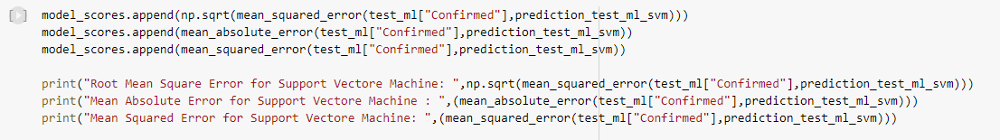 model_scores.append(np.sqrt(mean_squared_error(test_ml["Confirmed"],prediction_test_ml_svm)))
model_scores.append(mean_absolute_error(test_ml["Confirmed"],prediction_test_ml_svm))
model_scores.append(mean_squared_error(test_ml["Confirmed"],prediction_test_ml_svm))
print("Root Mean Square Error for Support Vectore Machine: ",np.sqrt(mean_squared_error(test_ml["Confirmed"],prediction_test_ml_svm)))
print("Mean Absolute Error for Support Vectore Machine : ",(mean_absolute_error(test_ml["Confirmed"],prediction_test_ml_svm)))
print("Mean Squared Error for Support Vectore Machine: ",(mean_squared_error(test_ml["Confirmed"],prediction_test_ml_svm)))